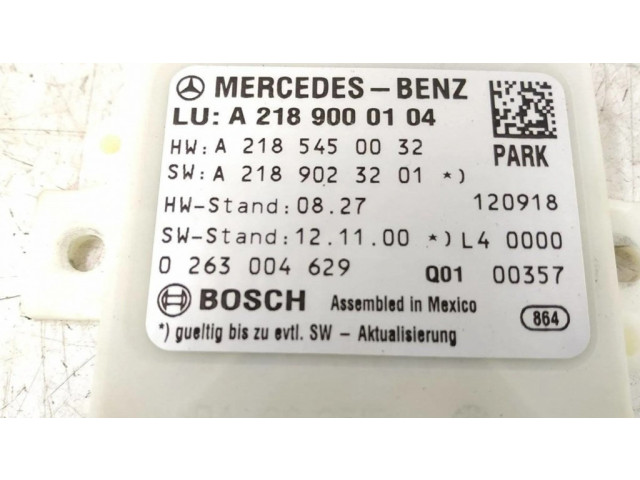 MERCEDES-BENZ
LU: A 218 900 01 04
HW: A 218 545 00 32
PARK
SW: A 218 902 32 01 *)
HW-Stand: 08.27 120918
SW-Stand: 12.11.00 *) L4 0000
0 263 004 629 Q01 00357
BOSCH Assembled in Mexico
864
*) gueltig bis zu evtl. SW - Aktualisierung